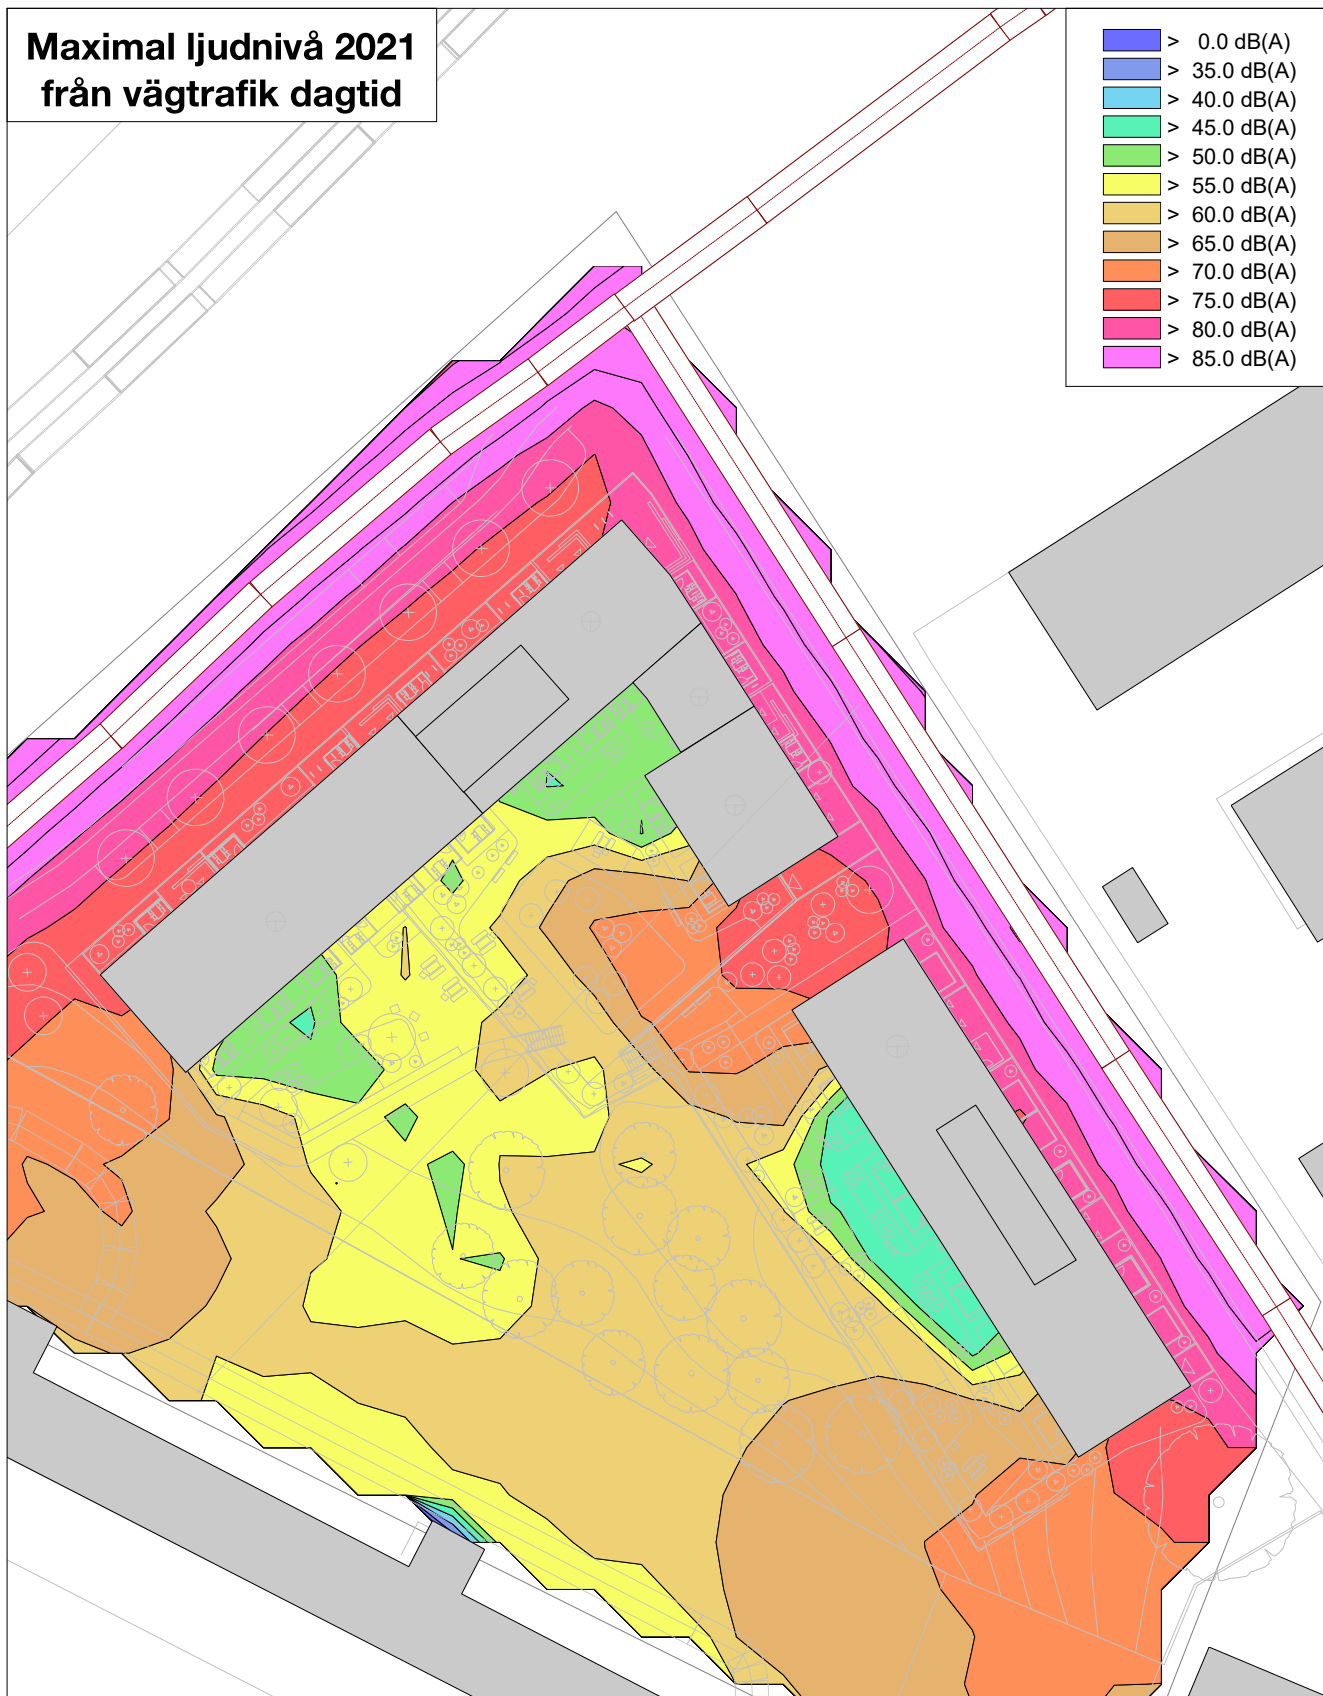 Maximal ljudnivå 2021
från vägtrafik dagtid
> 0.0 dB(A)
> 35.0 dB(A)
> 40.0 dB(A)
> 45.0 dB(A)
> 50.0 dB(A)
> 55.0 dB(A)
> 60.0 dB(A)
> 65.0 dB(A)
> 70.0 dB(A)
> 75.0 dB(A)
> 80.0 dB(A)
> 85.0 dB(A)